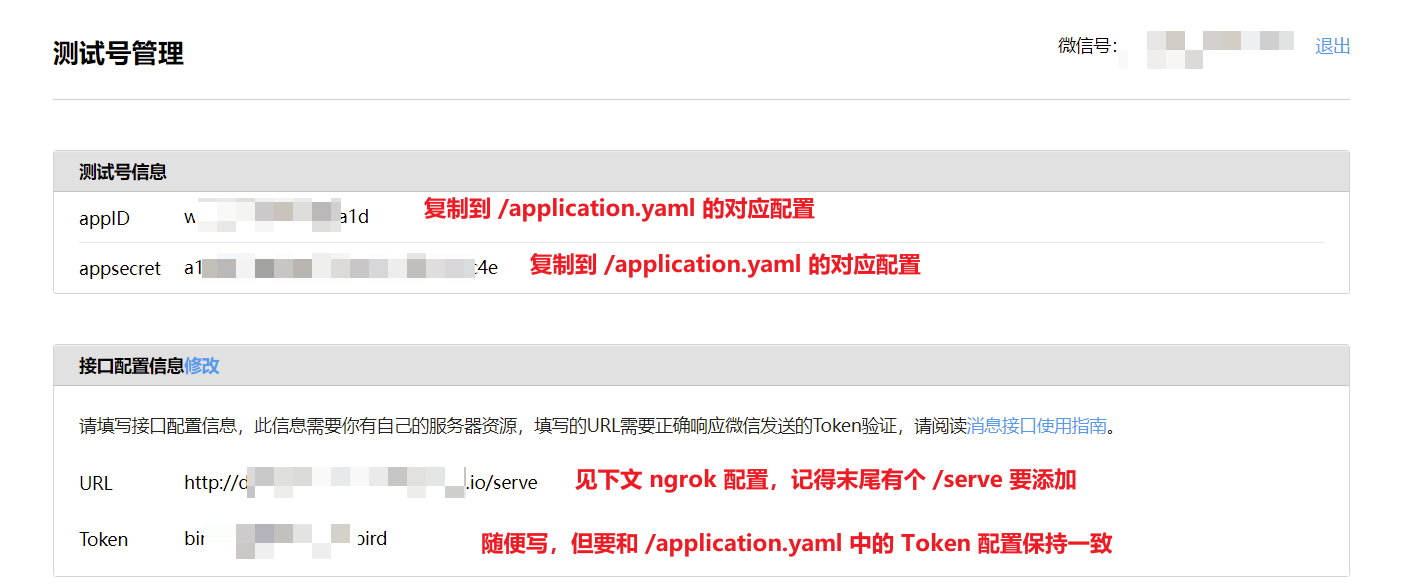 测试号管理
微信号: 退出
测试号信息
appID w a1d 复制到 /application.yaml 的对应配置
appsecret a1 4e 复制到 /application.yaml 的对应配置
接口配置信息修改
请填写接口配置信息，此信息需要你有自己的服务器资源，填写的URL需要正确响应微信发送的Token验证，请阅读消息接口使用指南。
URL http://d .io/serve 见下文 ngrok 配置，记得末尾有个 /serve 要添加
Token bir bird 随便写，但要和 /application.yaml 中的 Token 配置保持一致